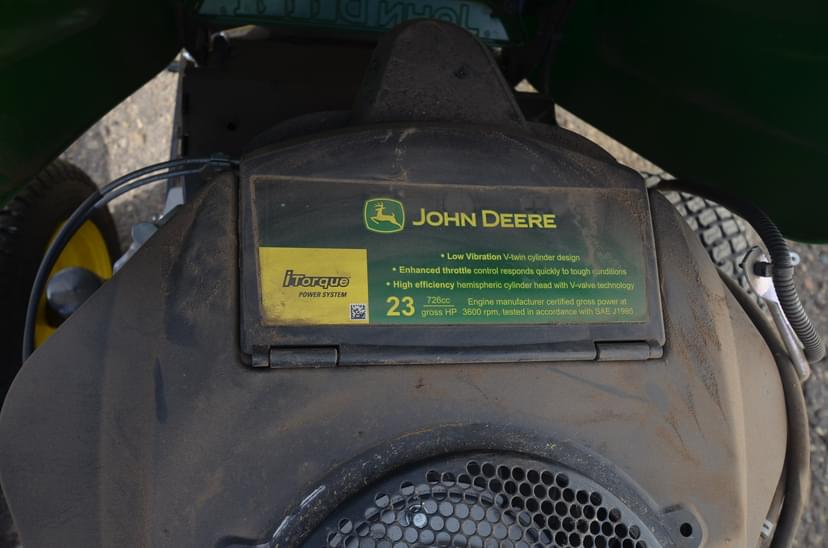 JOHN DEERE
JOHN DEERE
• Low Vibration V-twin cylinder design
• Enhanced throttle control responds quickly to tough conditions
• High efficiency hemispheric cylinder head with V-valve technology
iTorque
POWER SYSTEM
23 726cc gross HP
Engine manufacturer certified gross power at
3600 rpm, tested in accordance with SAE J1995